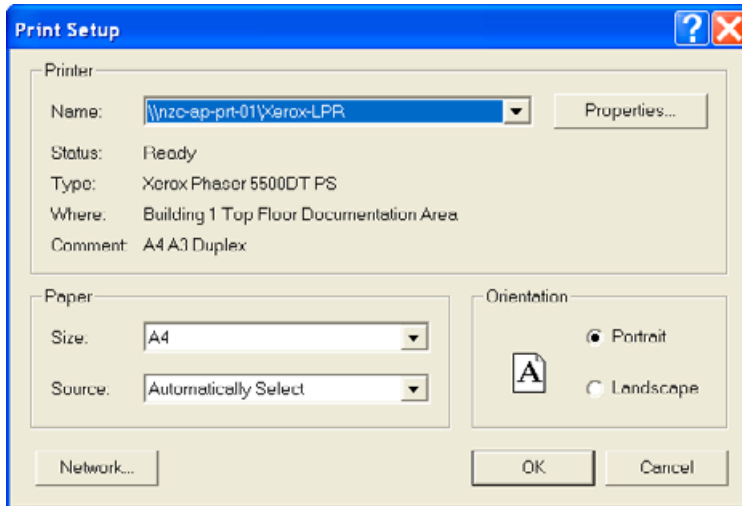 Print Setup
?
Printer
Name: \\nzc-ap-prt-01\Xerox-LPR Properties...
Status: Ready
Type: Xerox Phaser 5500DT PS
Where: Building 1 Top Floor Documentation Area
Comment: A4 A3 Duplex
Paper Orientation
Size: A4 Portrait
A
Source: Automatically Select Landscape
Network... OK Cancel